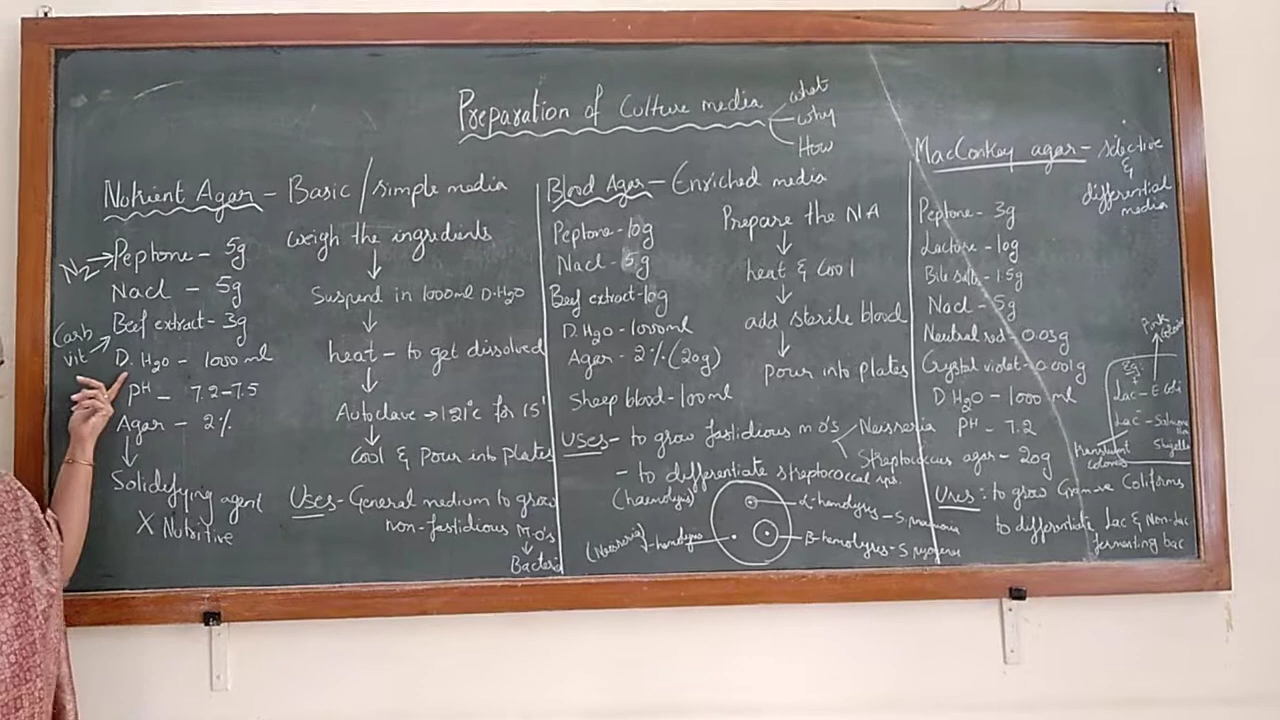 Preparation of Culture media
what
why
How
Nutrient Agar - Basic / simple media
N2 → Peptone - 5g
Nacl - 5g
Beef extract - 3g
Carb
vit
D. H2O - 1000 ml
pH - 7.2-7.5
Agar - 2%
↓
Solidifying agent
X Nutritive
weigh the ingredients
↓
Suspend in 1000ml D.H2O
↓
heat - to get dissolved
↓
Autoclave → 121°c for 15'
↓
Cool & Pour into plates
Uses - General medium to grow
non-fastidious M.O's
↓
Bacteria
Blood Agar - Enriched media
Peptone - 10g
Nacl - 5g
Beef extract - 10g
D. H2O - 1000ml
Agar - 2% (20g)
Sheep blood - 100ml
Prepare the NA
↓
heat & Cool
↓
add sterile blood
↓
Pour into plates
Uses - to grow fastidious m o's
Neisseria
Streptococcus
- to differentiate streptococcal sps.
(haemolysis)
α-hemolysis - S. pneumonia
(Neisseria) γ-hemolysis
β-hemolysis - S pyogenes
MacConkey agar - selective
&
differential
media
Peptone - 3g
Lactose - 10g
Bile salts - 1.5g
Nacl - 5g
Neutral red - 0.03g
Crystal violet - 0.001g
D H2O - 1000 ml
pH - 7.2
agar - 20g
Pink
Eg:
Lac+ - E coli
Lac- - Salmone
lla
Shigella
colonies
Uses: to grow Gram -ve Coliforms
to differentiate Lac & Non-Lac
fermenting bac